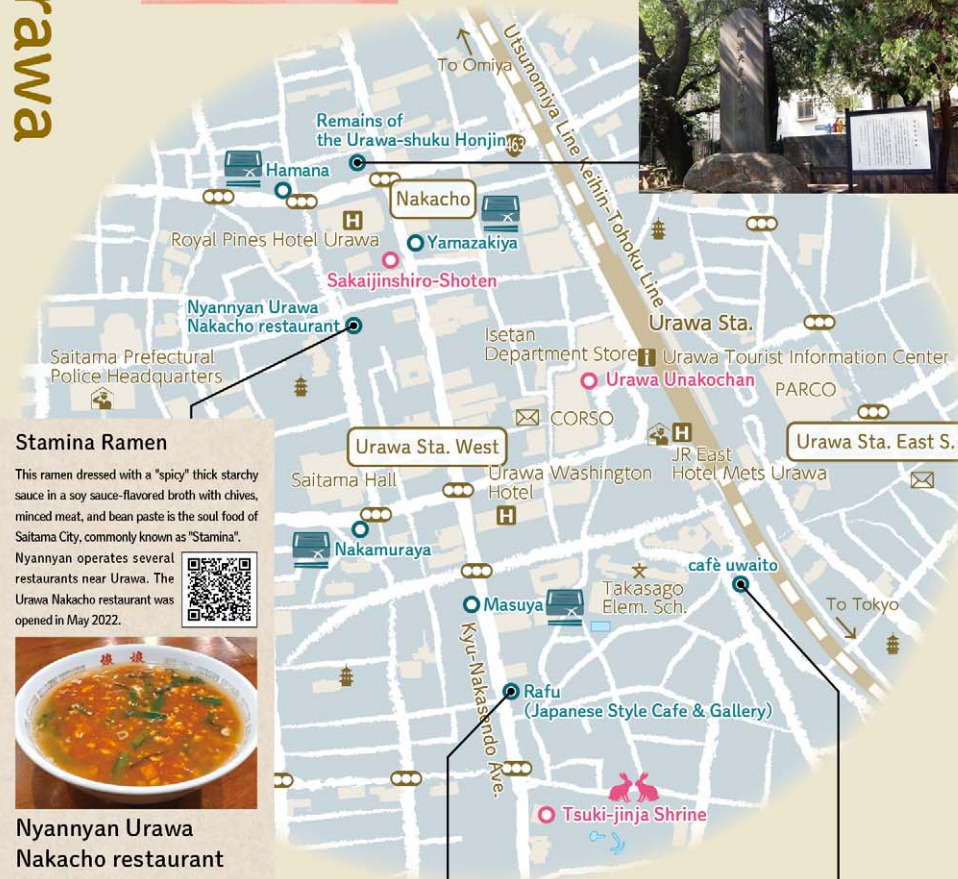 rawa
To Omiya
Utsunomiya Line Keihin-Tohoku Line
Remains of
the Urawa-shuku Honjin
463
Hamana
Nakacho
Royal Pines Hotel Urawa
Yamazakiya
Sakaijinshiro-Shoten
Nyannyan Urawa
Nakacho restaurant
Urawa Sta.
Isetan
Department Store
Urawa Tourist Information Center
Saitama Prefectural
Police Headquarters
Urawa Unakochan
PARCO
CORSO
Urawa Sta. West
Urawa Sta. East S.
JR East
Hotel Mets Urawa
Saitama Hall
Urawa Washington
Hotel
Nakamuraya
cafè uwaito
Takasago
Elem. Sch.
Masuya
To Tokyo
Kyu-Nakasendo Ave.
Rafu
(Japanese Style Cafe & Gallery)
Tsuki-jinja Shrine
Stamina Ramen
This ramen dressed with a "spicy" thick starchy
sauce in a soy sauce-flavored broth with chives,
minced meat, and bean paste is the soul food of
Saitama City, commonly known as "Stamina".
Nyannyan operates several
restaurants near Urawa. The
Urawa Nakacho restaurant was
opened in May 2022.
娘 娘
Nyannyan Urawa
Nakacho restaurant